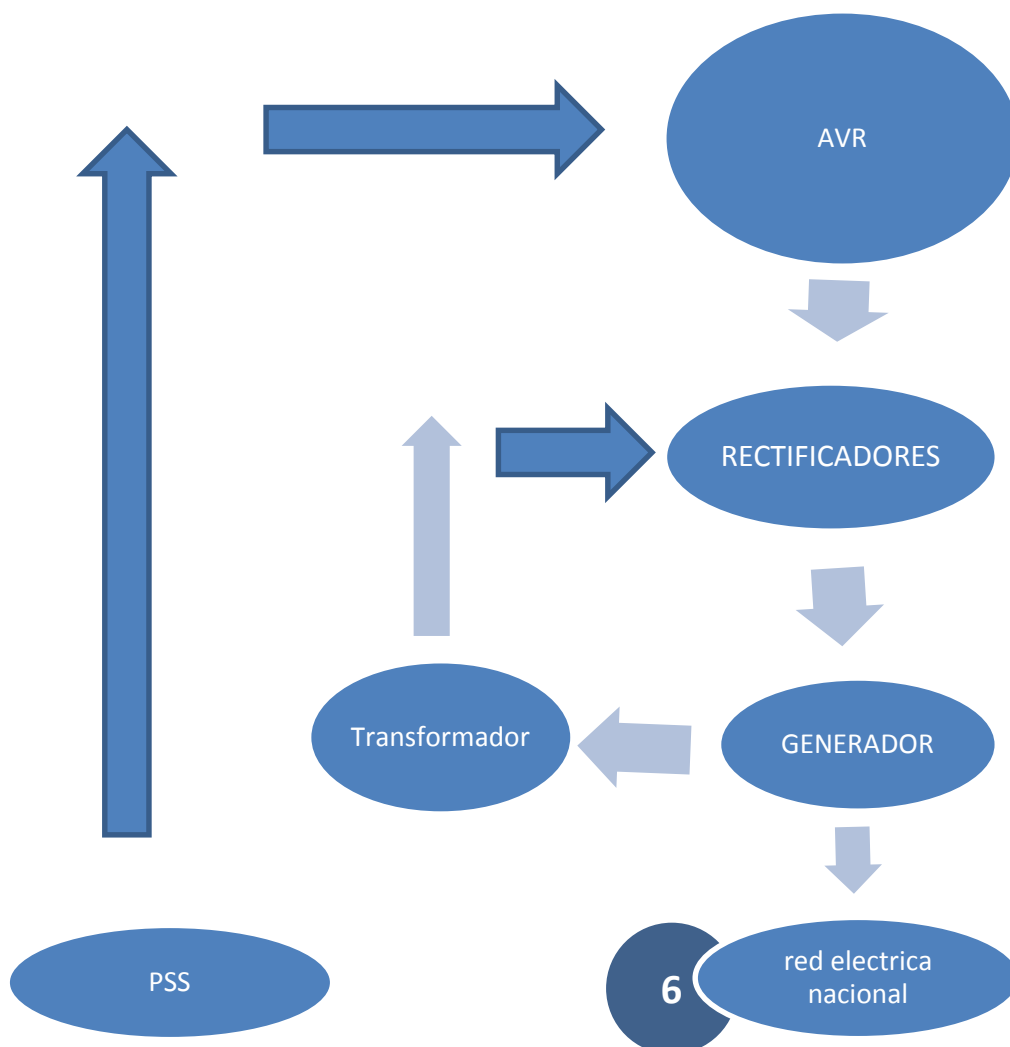 AVR
RECTIFICADORES
Transformador
GENERADOR
PSS
6
red electrica
nacional